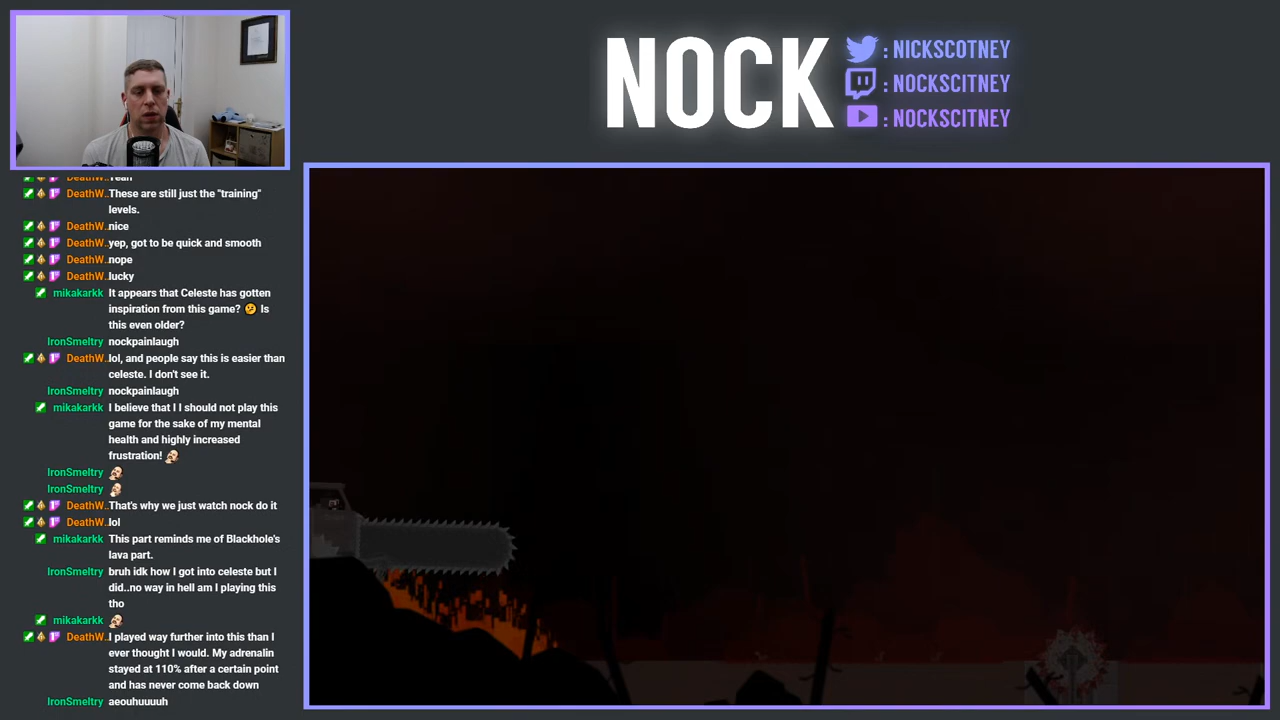 NOCK
: NICKSCOTNEY
: NOCKSCITNEY
: NOCKSCITNEY
DeathW..Yeah
DeathW..These are still just the "training"
levels.
DeathW..nice
DeathW..yep, got to be quick and smooth
DeathW..nope
DeathW..lucky
mikakarkk It appears that Celeste has gotten
inspiration from this game? 🤔 Is
this even older?
IronSmeltry nockpainlaugh
DeathW..lol, and people say this is easier than
celeste. I don't see it.
IronSmeltry nockpainlaugh
mikakarkk I believe that I I should not play this
game for the sake of my mental
health and highly increased
frustration!
IronSmeltry
IronSmeltry
DeathW..That's why we just watch nock do it
DeathW..lol
mikakarkk This part reminds me of Blackhole's
lava part.
IronSmeltry bruh idk how I got into celeste but I
did..no way in hell am I playing this
tho
mikakarkk
DeathW..I played way further into this than I
ever thought I would. My adrenalin
stayed at 110% after a certain point
and has never come back down
IronSmeltry aeouhuuuuh